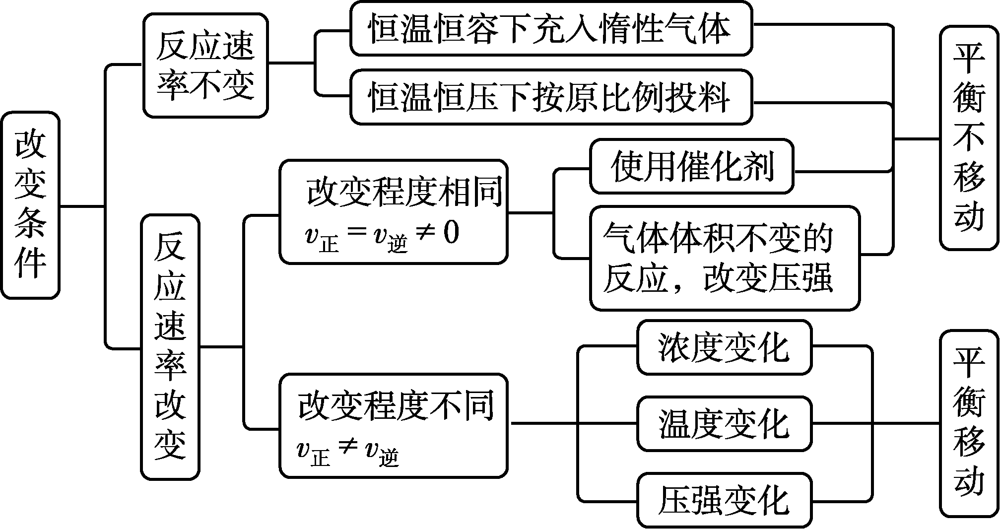 改变条件
反应速
率不变
恒温恒容下充入惰性气体
恒温恒压下按原比例投料
反应速率改变
改变程度相同
v正=v逆≠0
使用催化剂
气体体积不变的
反应，改变压强
平衡不移动
改变程度不同
v正≠v逆
浓度变化
温度变化
压强变化
平衡移动